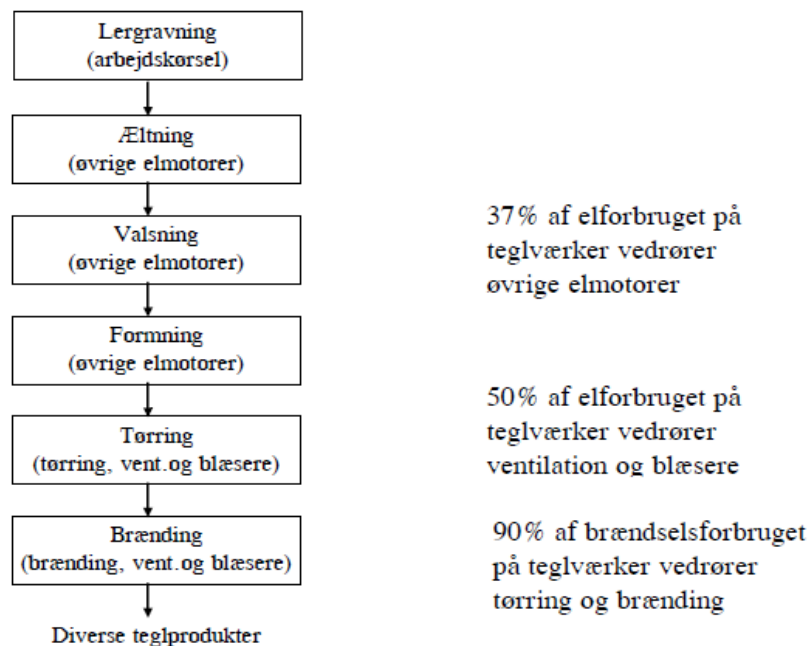 Lergravning
(arbejdskørsel)
Æltning
(øvrige elmotorer)
Valsning
(øvrige elmotorer)
Formning
(øvrige elmotorer)
Tørring
(tørring, vent.og blæsere)
Brænding
(brænding, vent.og blæsere)
Diverse teglprodukter
37% af elforbruget på
teglværker vedrører
øvrige elmotorer
50% af elforbruget på
teglværker vedrører
ventilation og blæsere
90% af brændselsforbruget
på teglværker vedrører
tørring og brænding